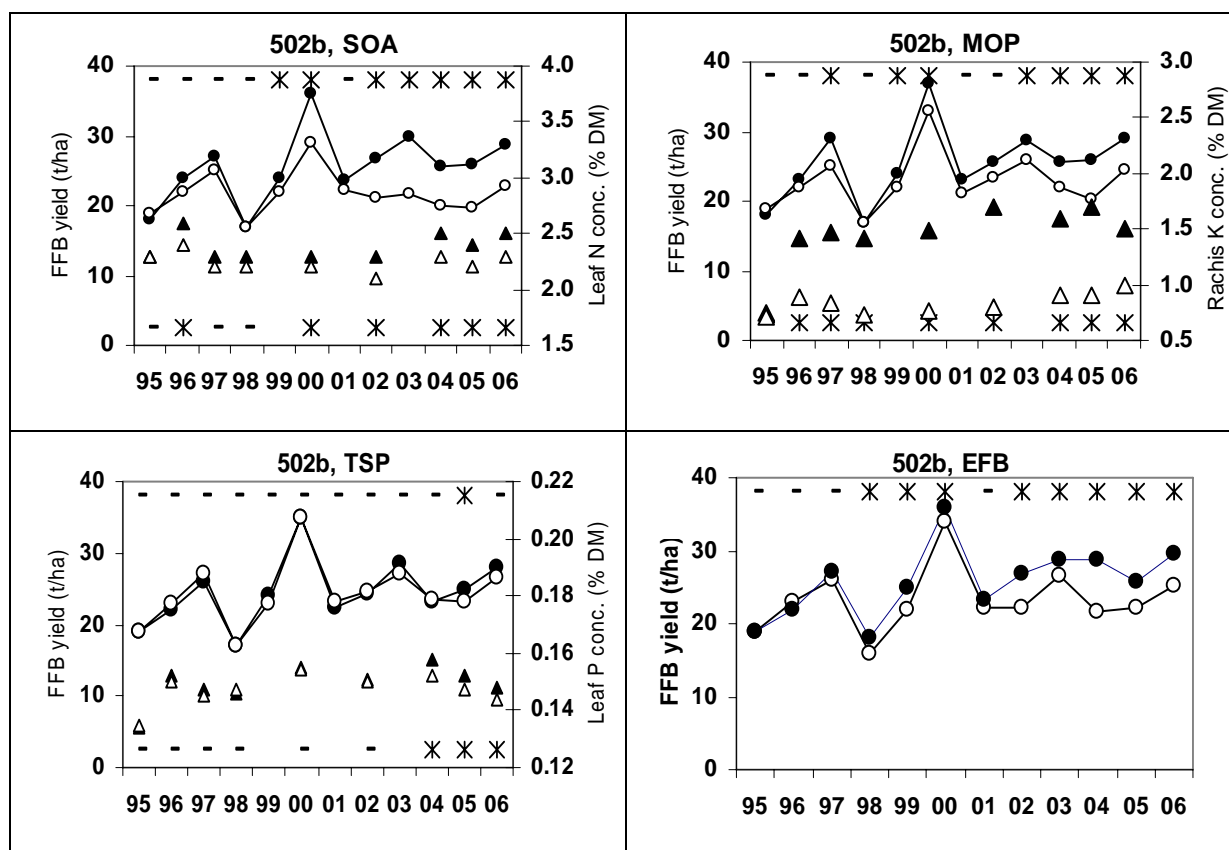 502b, SOA
40
30
20
10
0
FFB yield (t/ha)
4.0
3.5
3.0
2.5
2.0
1.5
Leaf N conc. (% DM)
95 96 97 98 99 00 01 02 03 04 05 06
502b, MOP
40
30
20
10
0
FFB yield (t/ha)
3.0
2.5
2.0
1.5
1.0
0.5
Rachis K conc. (% DM)
95 96 97 98 99 00 01 02 03 04 05 06
502b, TSP
40
30
20
10
0
FFB yield (t/ha)
0.22
0.20
0.18
0.16
0.14
0.12
Leaf P conc. (% DM)
95 96 97 98 99 00 01 02 03 04 05 06
502b, EFB
40
30
20
10
0
FFB yield (t/ha)
95 96 97 98 99 00 01 02 03 04 05 06